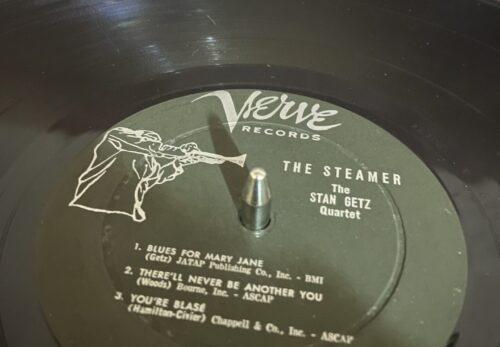 Verve
RECORDS
THE STEAMER
The
STAN GETZ
Quartet
1. BLUES FOR MARY JANE
(Getz) JATAP Publishing Co., Inc. - BMI
2. THERE'LL NEVER BE ANOTHER YOU
(Woods) Bourne, Inc. - ASCAP
3. YOU'RE BLASÉ
(Hamilton-Civier) Chappell & Co., Inc. - ASCAP